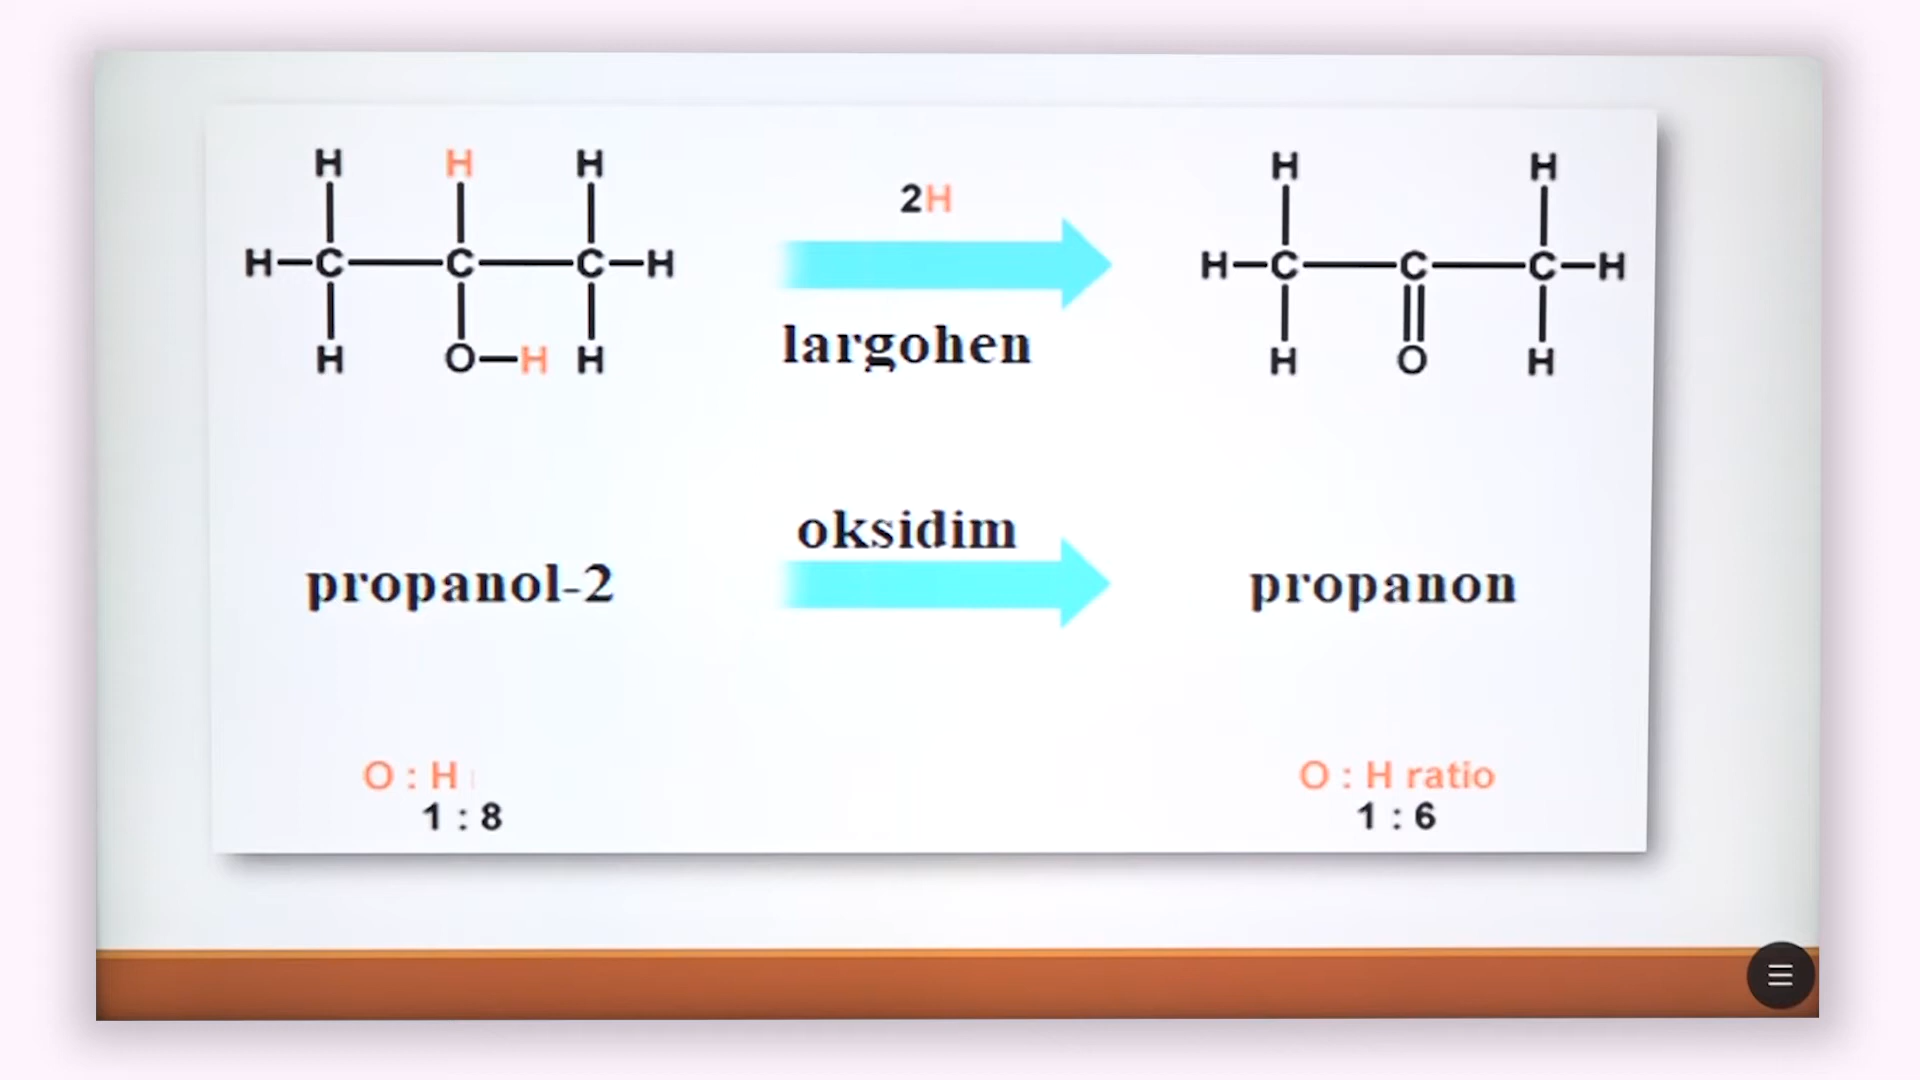 H H H
2H
H H
H—C—C—C—H
H—C—C—C—H
H O—H H
largohen
H O H
oksidim
propanol-2
propanon
O : H
1 : 8
O : H ratio
1 : 6